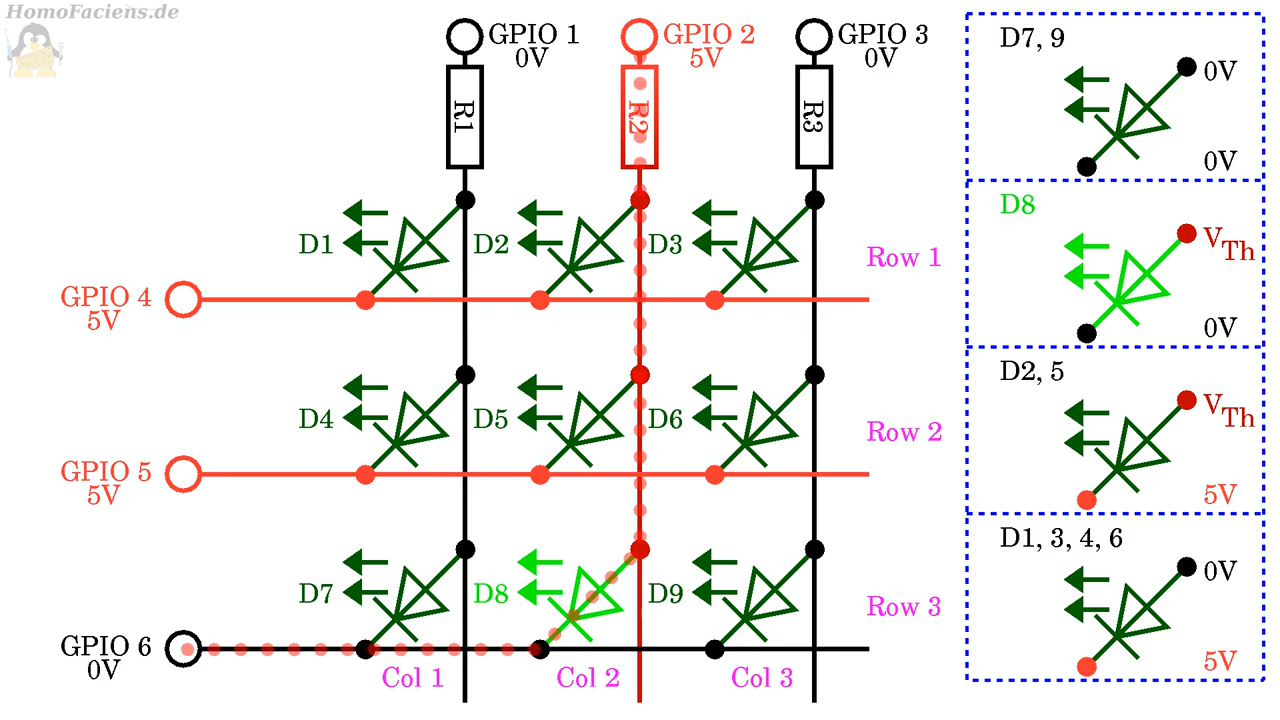 HomoFaciens.de
GPIO 1
0V
GPIO 2
5V
GPIO 3
0V
R1
R2
R3
D1
D2
D3
Row 1
GPIO 4
5V
D4
D5
D6
Row 2
GPIO 5
5V
D7
D8
D9
Row 3
GPIO 6
0V
Col 1
Col 2
Col 3
D7, 9
0V
0V
D8
VTh
0V
D2, 5
VTh
5V
D1, 3, 4, 6
0V
5V